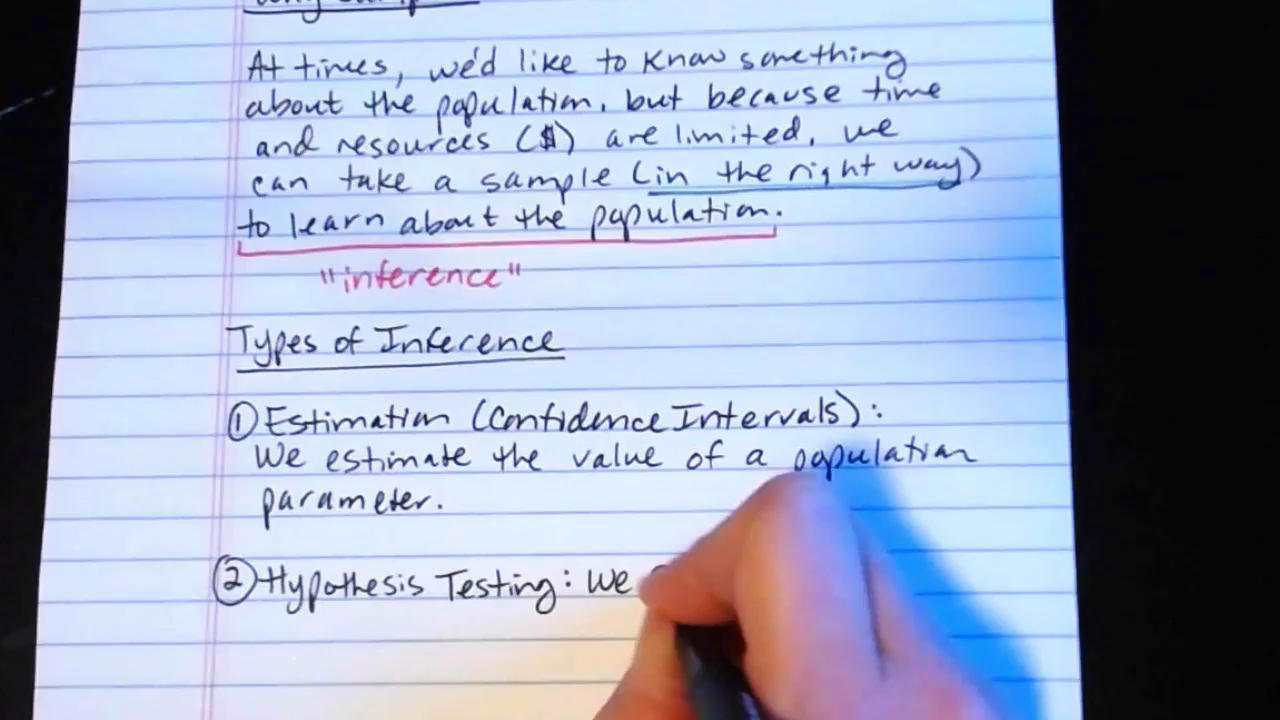 At times, we'd like to know something
about the population, but because time
and resources ($) are limited, we
can take a sample (in the right way)
to learn about the population.
"inference"
Types of Inference
① Estimation (Confidence Intervals):
We estimate the value of a population
parameter.
② Hypothesis Testing: We